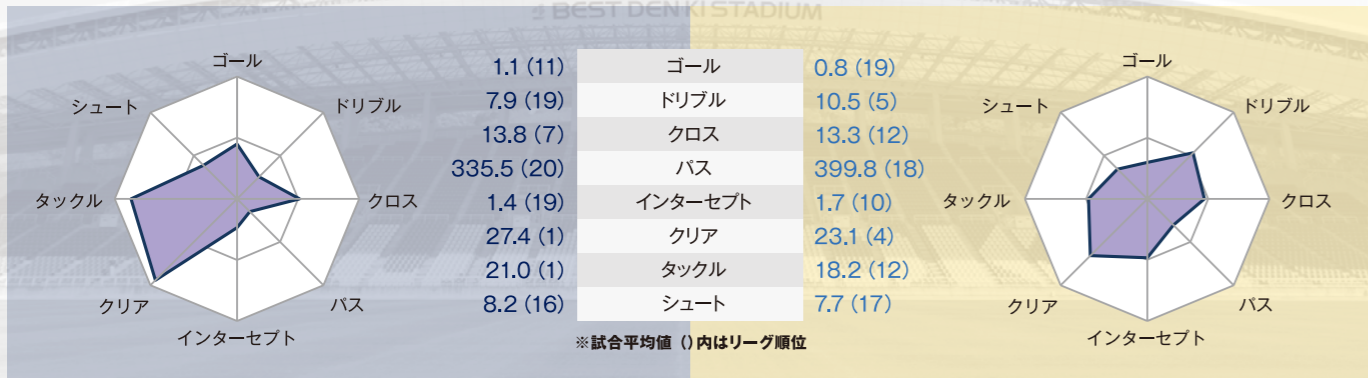 BEST DENKI STADIUM
ゴール
シュート
ドリブル
タックル
クロス
クリア
パス
インターセプト
1.1 (11) ゴール 0.8 (19)
7.9 (19) ドリブル 10.5 (5)
13.8 (7) クロス 13.3 (12)
335.5 (20) パス 399.8 (18)
1.4 (19) インターセプト 1.7 (10)
27.4 (1) クリア 23.1 (4)
21.0 (1) タックル 18.2 (12)
8.2 (16) シュート 7.7 (17)
※試合平均値 ()内はリーグ順位
ゴール
シュート
ドリブル
タックル
クロス
クリア
パス
インターセプト